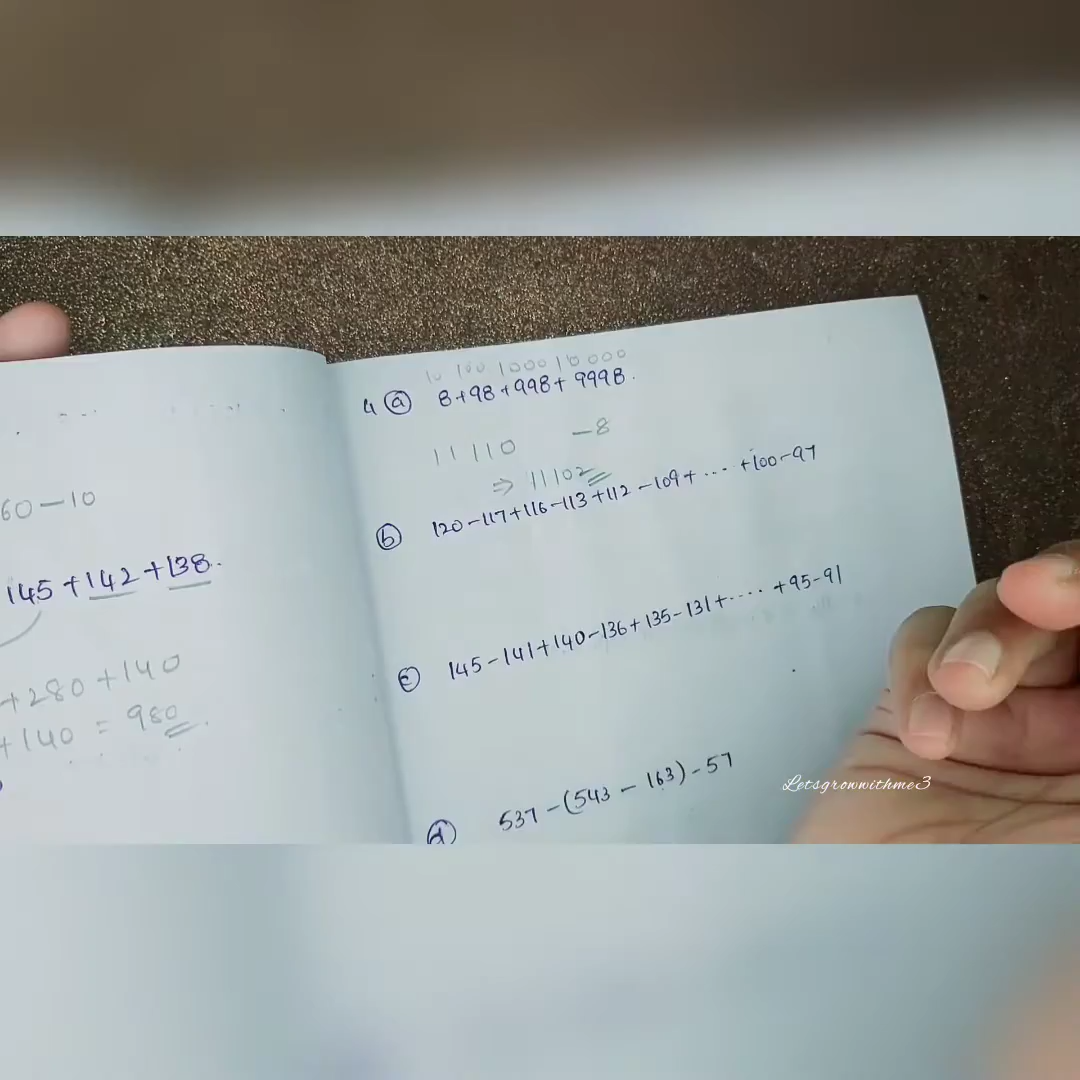 60-10
145+142+138.
+280+140
+140 = 980.
10 100 1000 10000
4 (a) 8+98+998+9998.
11110 -8
⇒ 11102
(b) 120-117+116-113+112-109+....+100-97
(c) 145-141+140-136+135-131+.....+95-91
(d) 537-(543-163)-57
Letsgrowwithme3